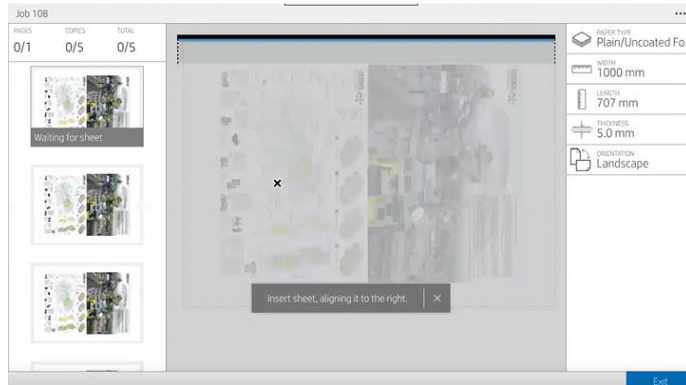 Job 108
PAGES COPIES TOTAL
0/1 0/5 0/5
Waiting for sheet
Insert sheet, aligning it to the right.
PAPER TYPE
Plain/Uncoated Fo..
WIDTH
1000 mm
LENGTH
707 mm
THICKNESS
5.0 mm
ORIENTATION
Landscape
Exit